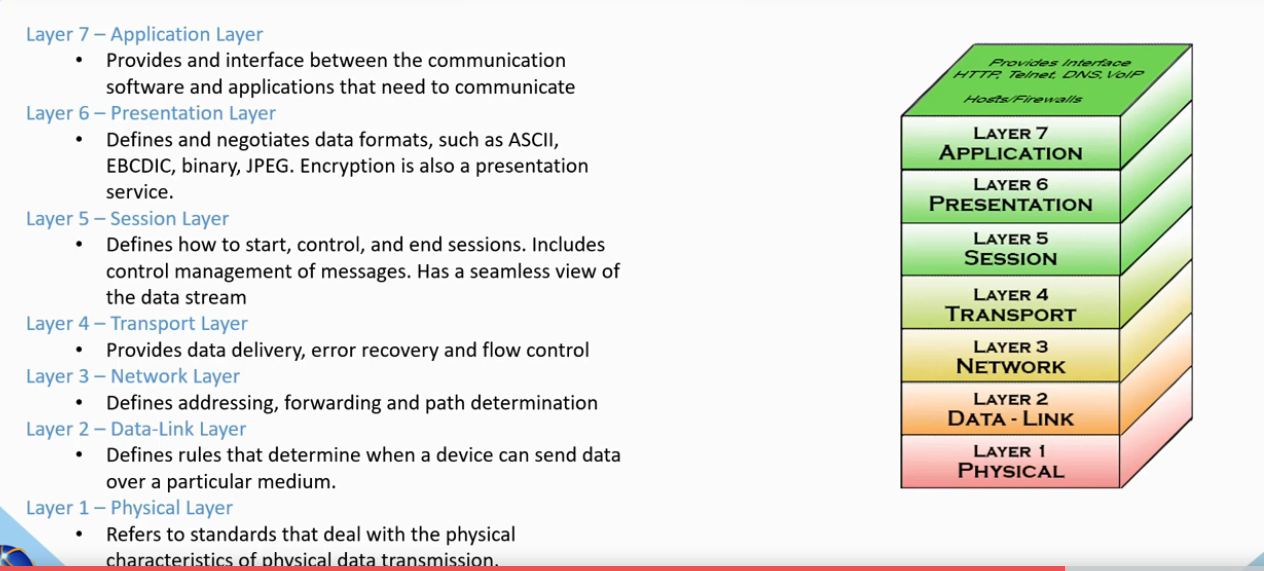 Layer 7 – Application Layer
• Provides and interface between the communication
software and applications that need to communicate
Layer 6 – Presentation Layer
• Defines and negotiates data formats, such as ASCII,
EBCDIC, binary, JPEG. Encryption is also a presentation
service.
Layer 5 – Session Layer
• Defines how to start, control, and end sessions. Includes
control management of messages. Has a seamless view of
the data stream
Layer 4 – Transport Layer
• Provides data delivery, error recovery and flow control
Layer 3 – Network Layer
• Defines addressing, forwarding and path determination
Layer 2 – Data-Link Layer
• Defines rules that determine when a device can send data
over a particular medium.
Layer 1 – Physical Layer
• Refers to standards that deal with the physical
characteristics of physical data transmission.
Provides Interface
HTTP, Telnet, DNS, VoIP
Hosts/Firewalls
LAYER 7
APPLICATION
LAYER 6
PRESENTATION
LAYER 5
SESSION
LAYER 4
TRANSPORT
LAYER 3
NETWORK
LAYER 2
DATA - LINK
LAYER 1
PHYSICAL